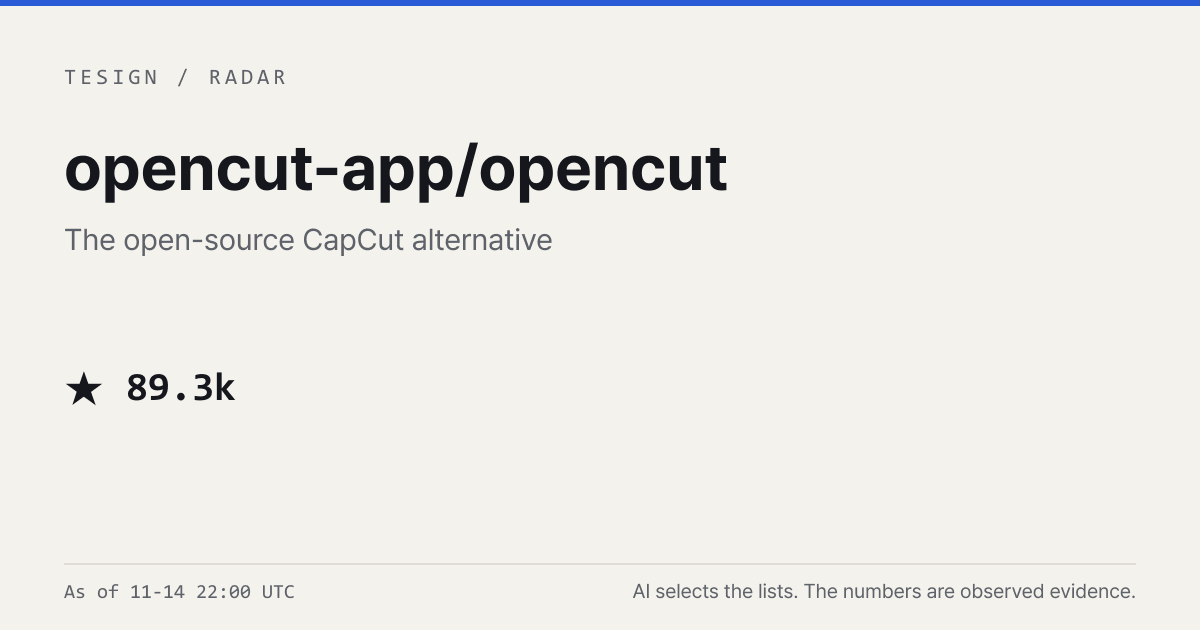 TESIGN / RADAR
opencut-app/opencut
The open-source CapCut alternative
★ 89.3k
As of 11-14 22:00 UTC
AI selects the lists. The numbers are observed evidence.